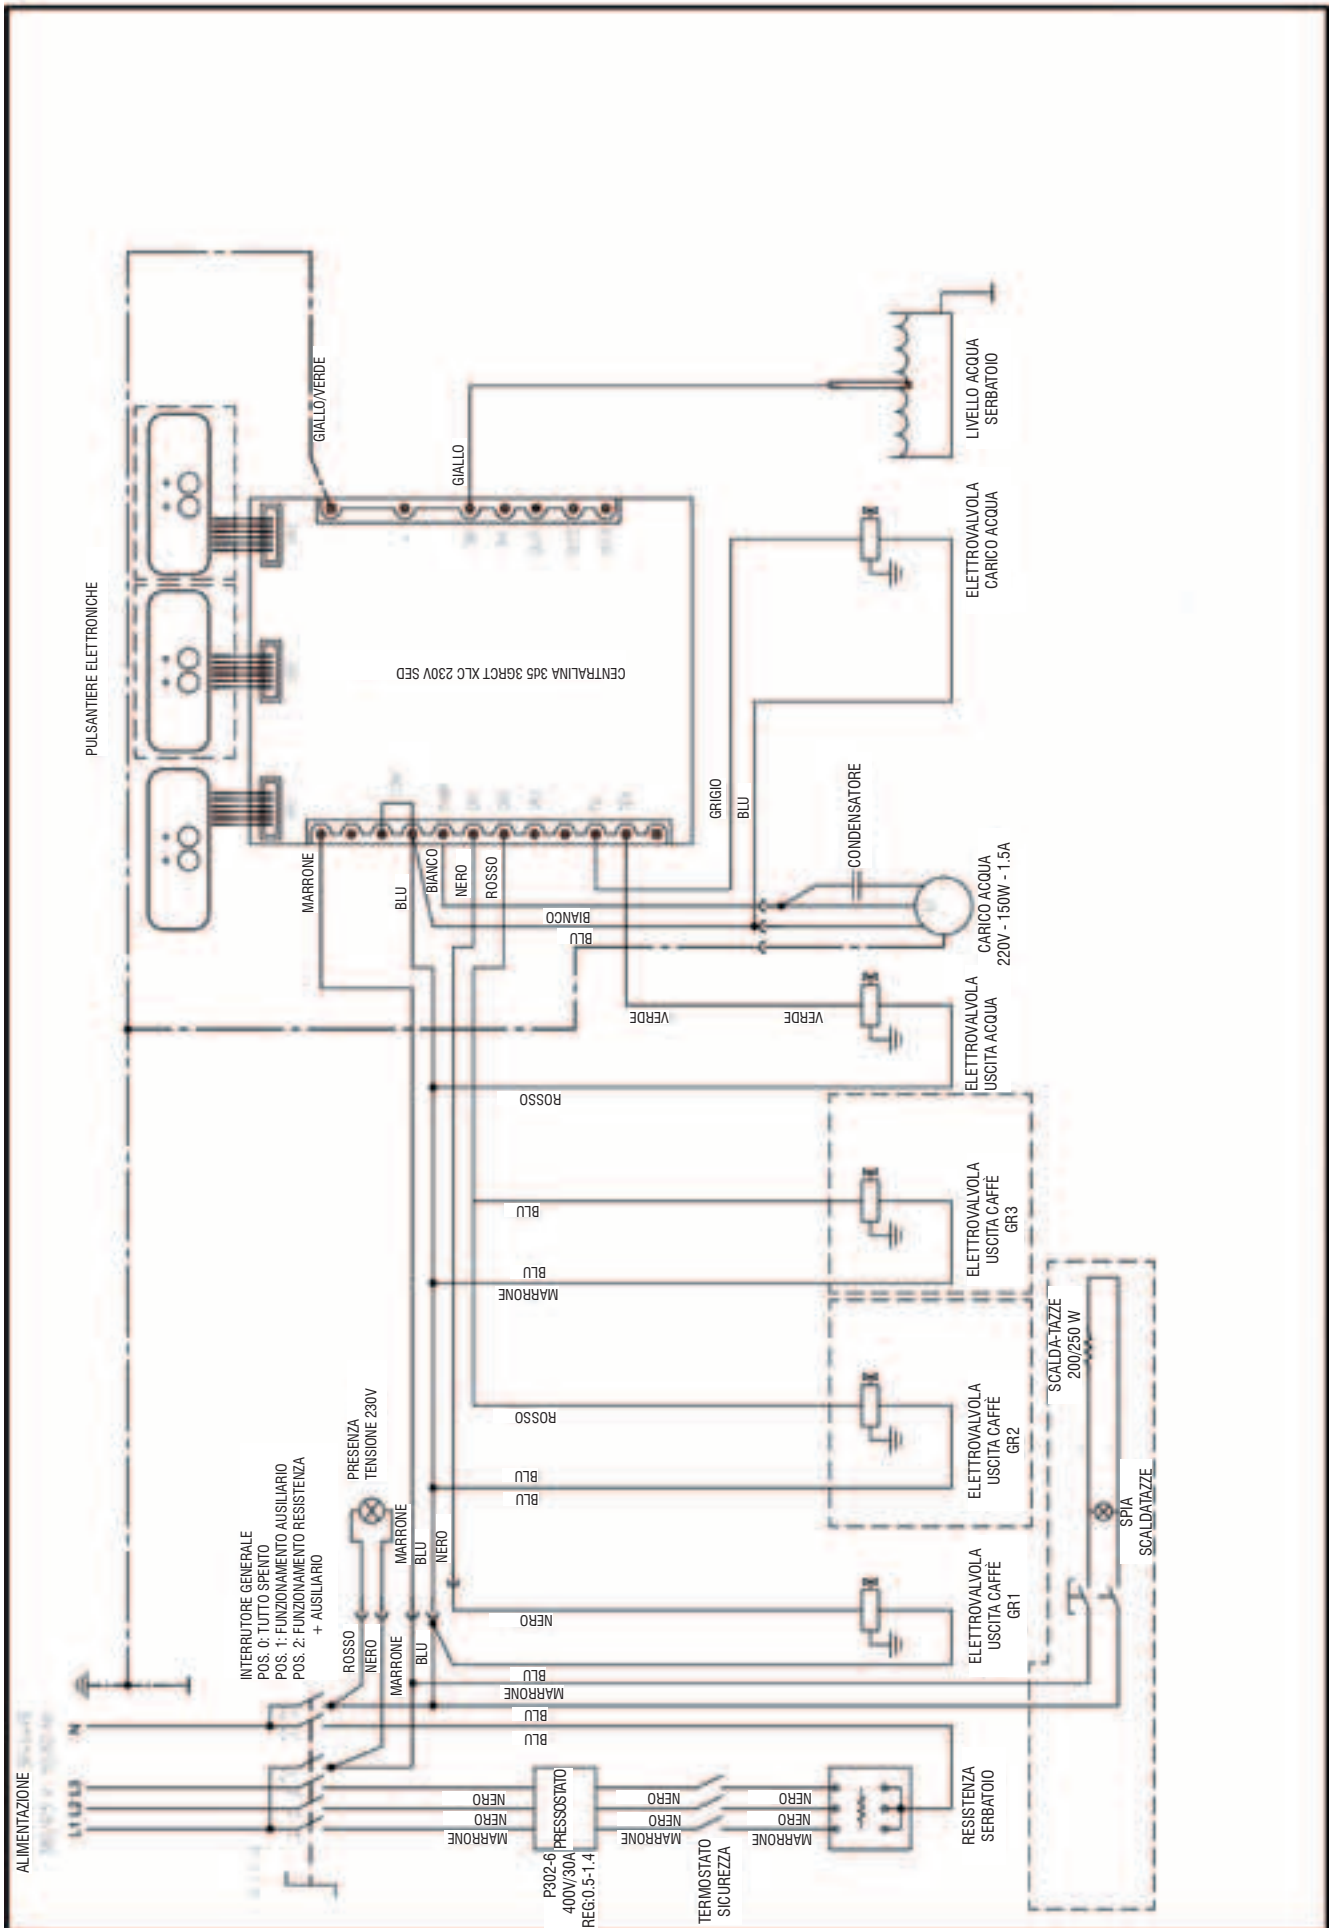 ALIMENTAZIONE
L1 L2 L3
N
INTERRUTORE GENERALE
POS. 0: TUTTO SPENTO
POS. 1: FUNZIONAMENTO AUSILIARIO
POS. 2: FUNZIONAMENTO RESISTENZA
+ AUSILIARIO
PRESENZA
TENSIONE 230V
ROSSO
NERO
MARRONE
BLU
MARRONE
BLU
NERO
PULSANTIERE ELETTRONICHE
GIALLO/VERDE
GIALLO
CENTRALINA 3d5 3GRCT XLC 230V SED
MARRONE
BLU
BIANCO
NERO
ROSSO
GRIGIO
BLU
BIANCO
BLU
CONDENSATORE
VERDE
VERDE
ROSSO
BLU
BLU
MARRONE
ROSSO
BLU
BLU
NERO
BLU
MARRONE
BLU
BLU
NERO
NERO
MARRONE
P302-6
400V/30A
REG:0.5-1.4
PRESSOSTATO
NERO
NERO
MARRONE
TERMOSTATO
SICUREZZA
NERO
NERO
MARRONE
RESISTENZA
SERBATOIO
ELETTROVALVOLA
USCITA CAFFÈ
GR1
ELETTROVALVOLA
USCITA CAFFÈ
GR2
ELETTROVALVOLA
USCITA CAFFÈ
GR3
ELETTROVALVOLA
USCITA ACQUA
CARICO ACQUA
220V - 150W - 1.5A
ELETTROVALVOLA
CARICO ACQUA
LIVELLO ACQUA
SERBATOIO
SCALDA-TAZZE
200/250 W
SPIA
SCALDATAZZE